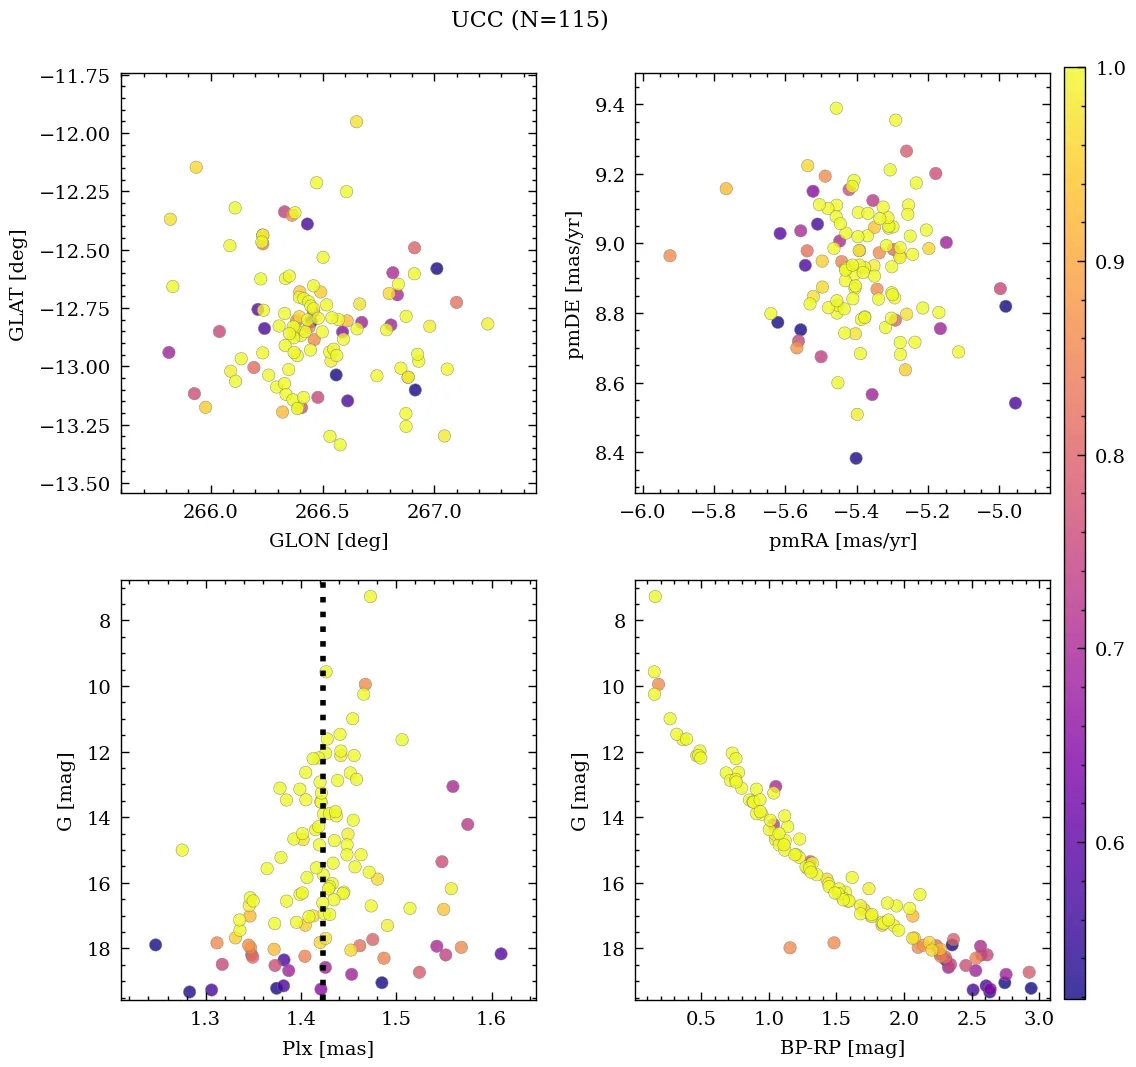 UCC (N=115)
−11.75
−12.00
−12.25
−12.50
−12.75
−13.00
−13.25
−13.50
GLAT [deg]
266.0 266.5 267.0
GLON [deg]
9.4
9.2
9.0
8.8
8.6
8.4
pmDE [mas/yr]
−6.0 −5.8 −5.6 −5.4 −5.2 −5.0
pmRA [mas/yr]
8
10
12
14
16
18
G [mag]
1.3 1.4 1.5 1.6
Plx [mas]
8
10
12
14
16
18
G [mag]
0.5 1.0 1.5 2.0 2.5 3.0
BP-RP [mag]
1.0
0.9
0.8
0.7
0.6